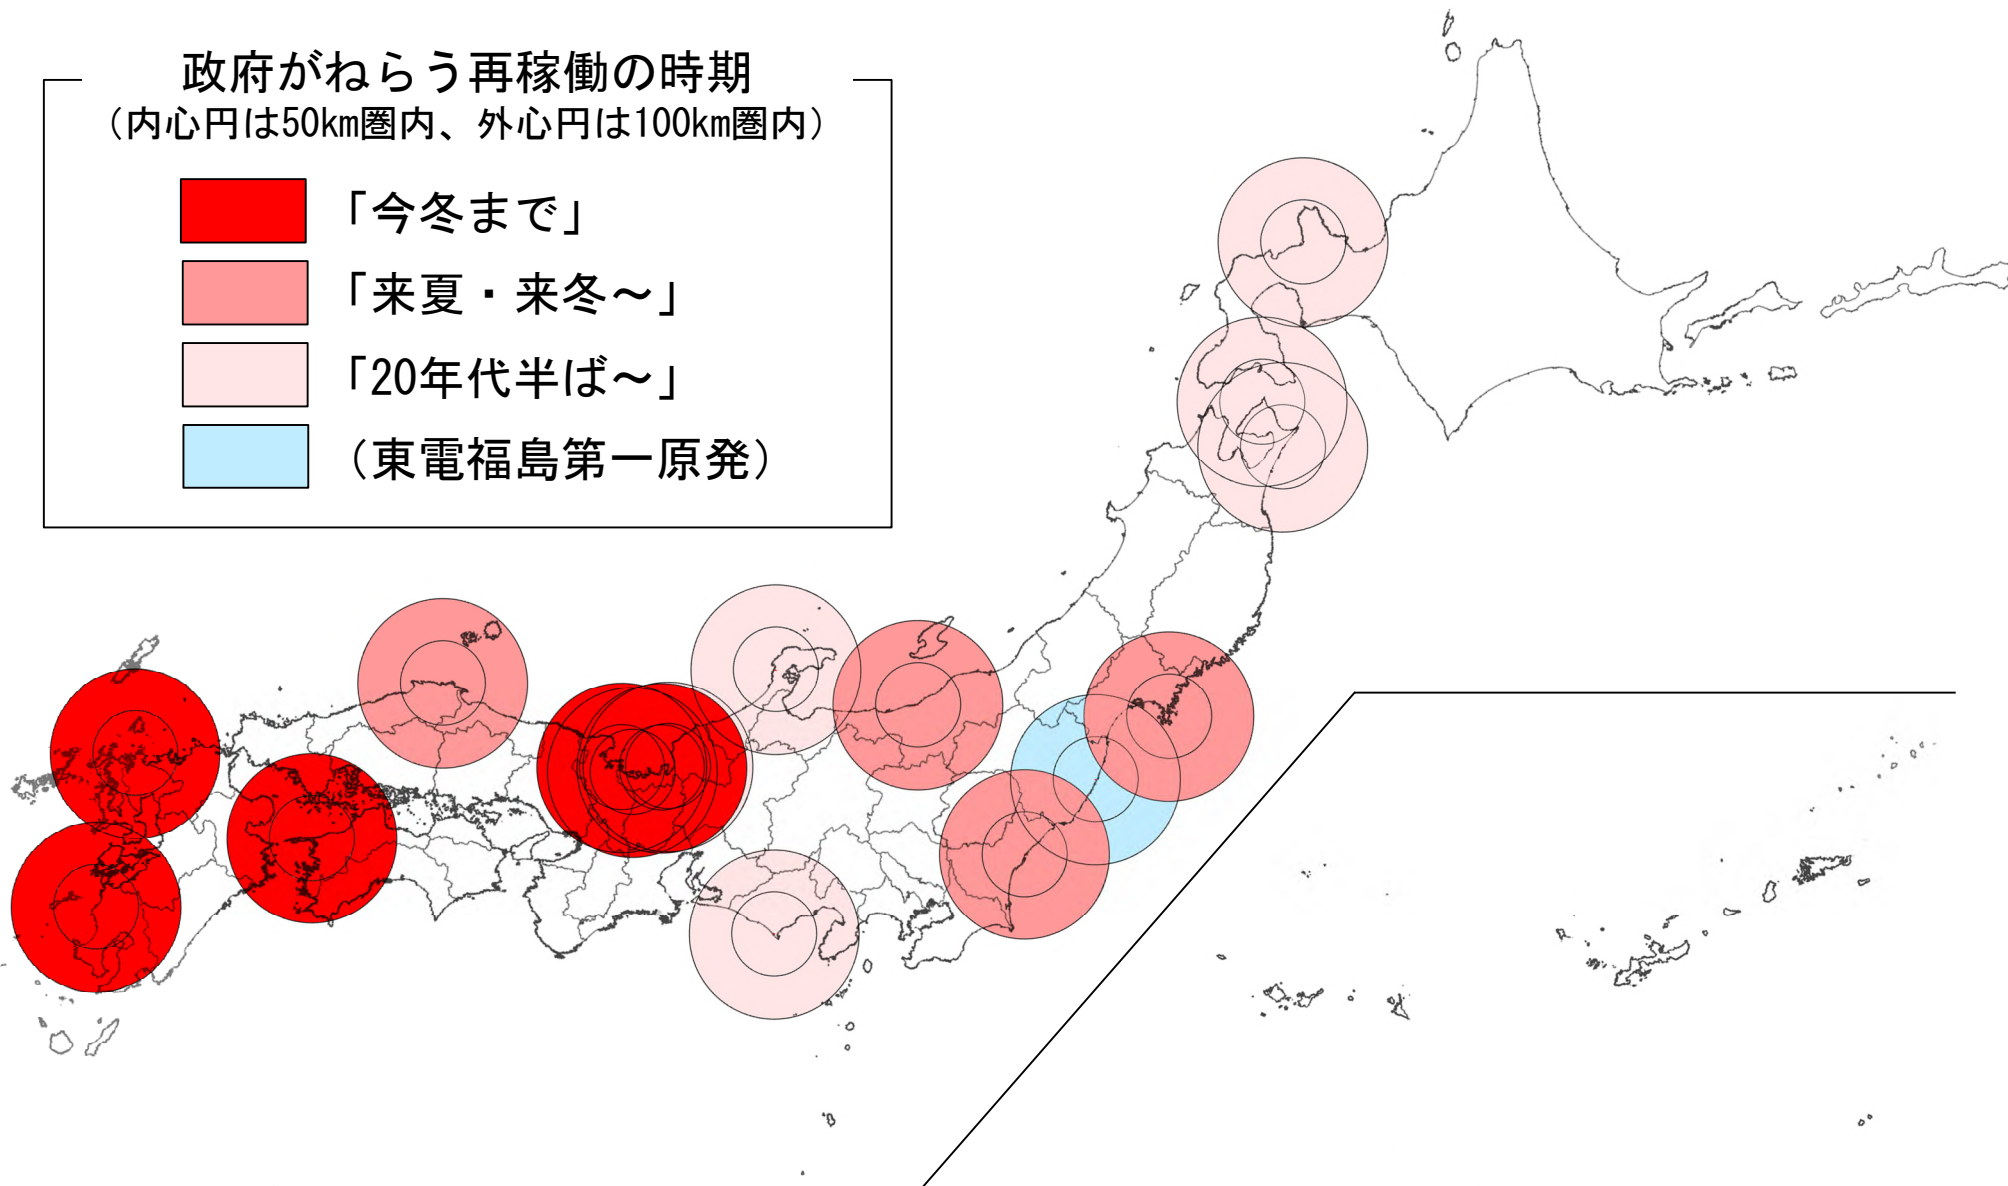 政府がねらう再稼働の時期
（内心円は50km圏内、外心円は100km圏内）
「今冬まで」
「来夏・来冬～」
「20年代半ば～」
（東電福島第一原発）